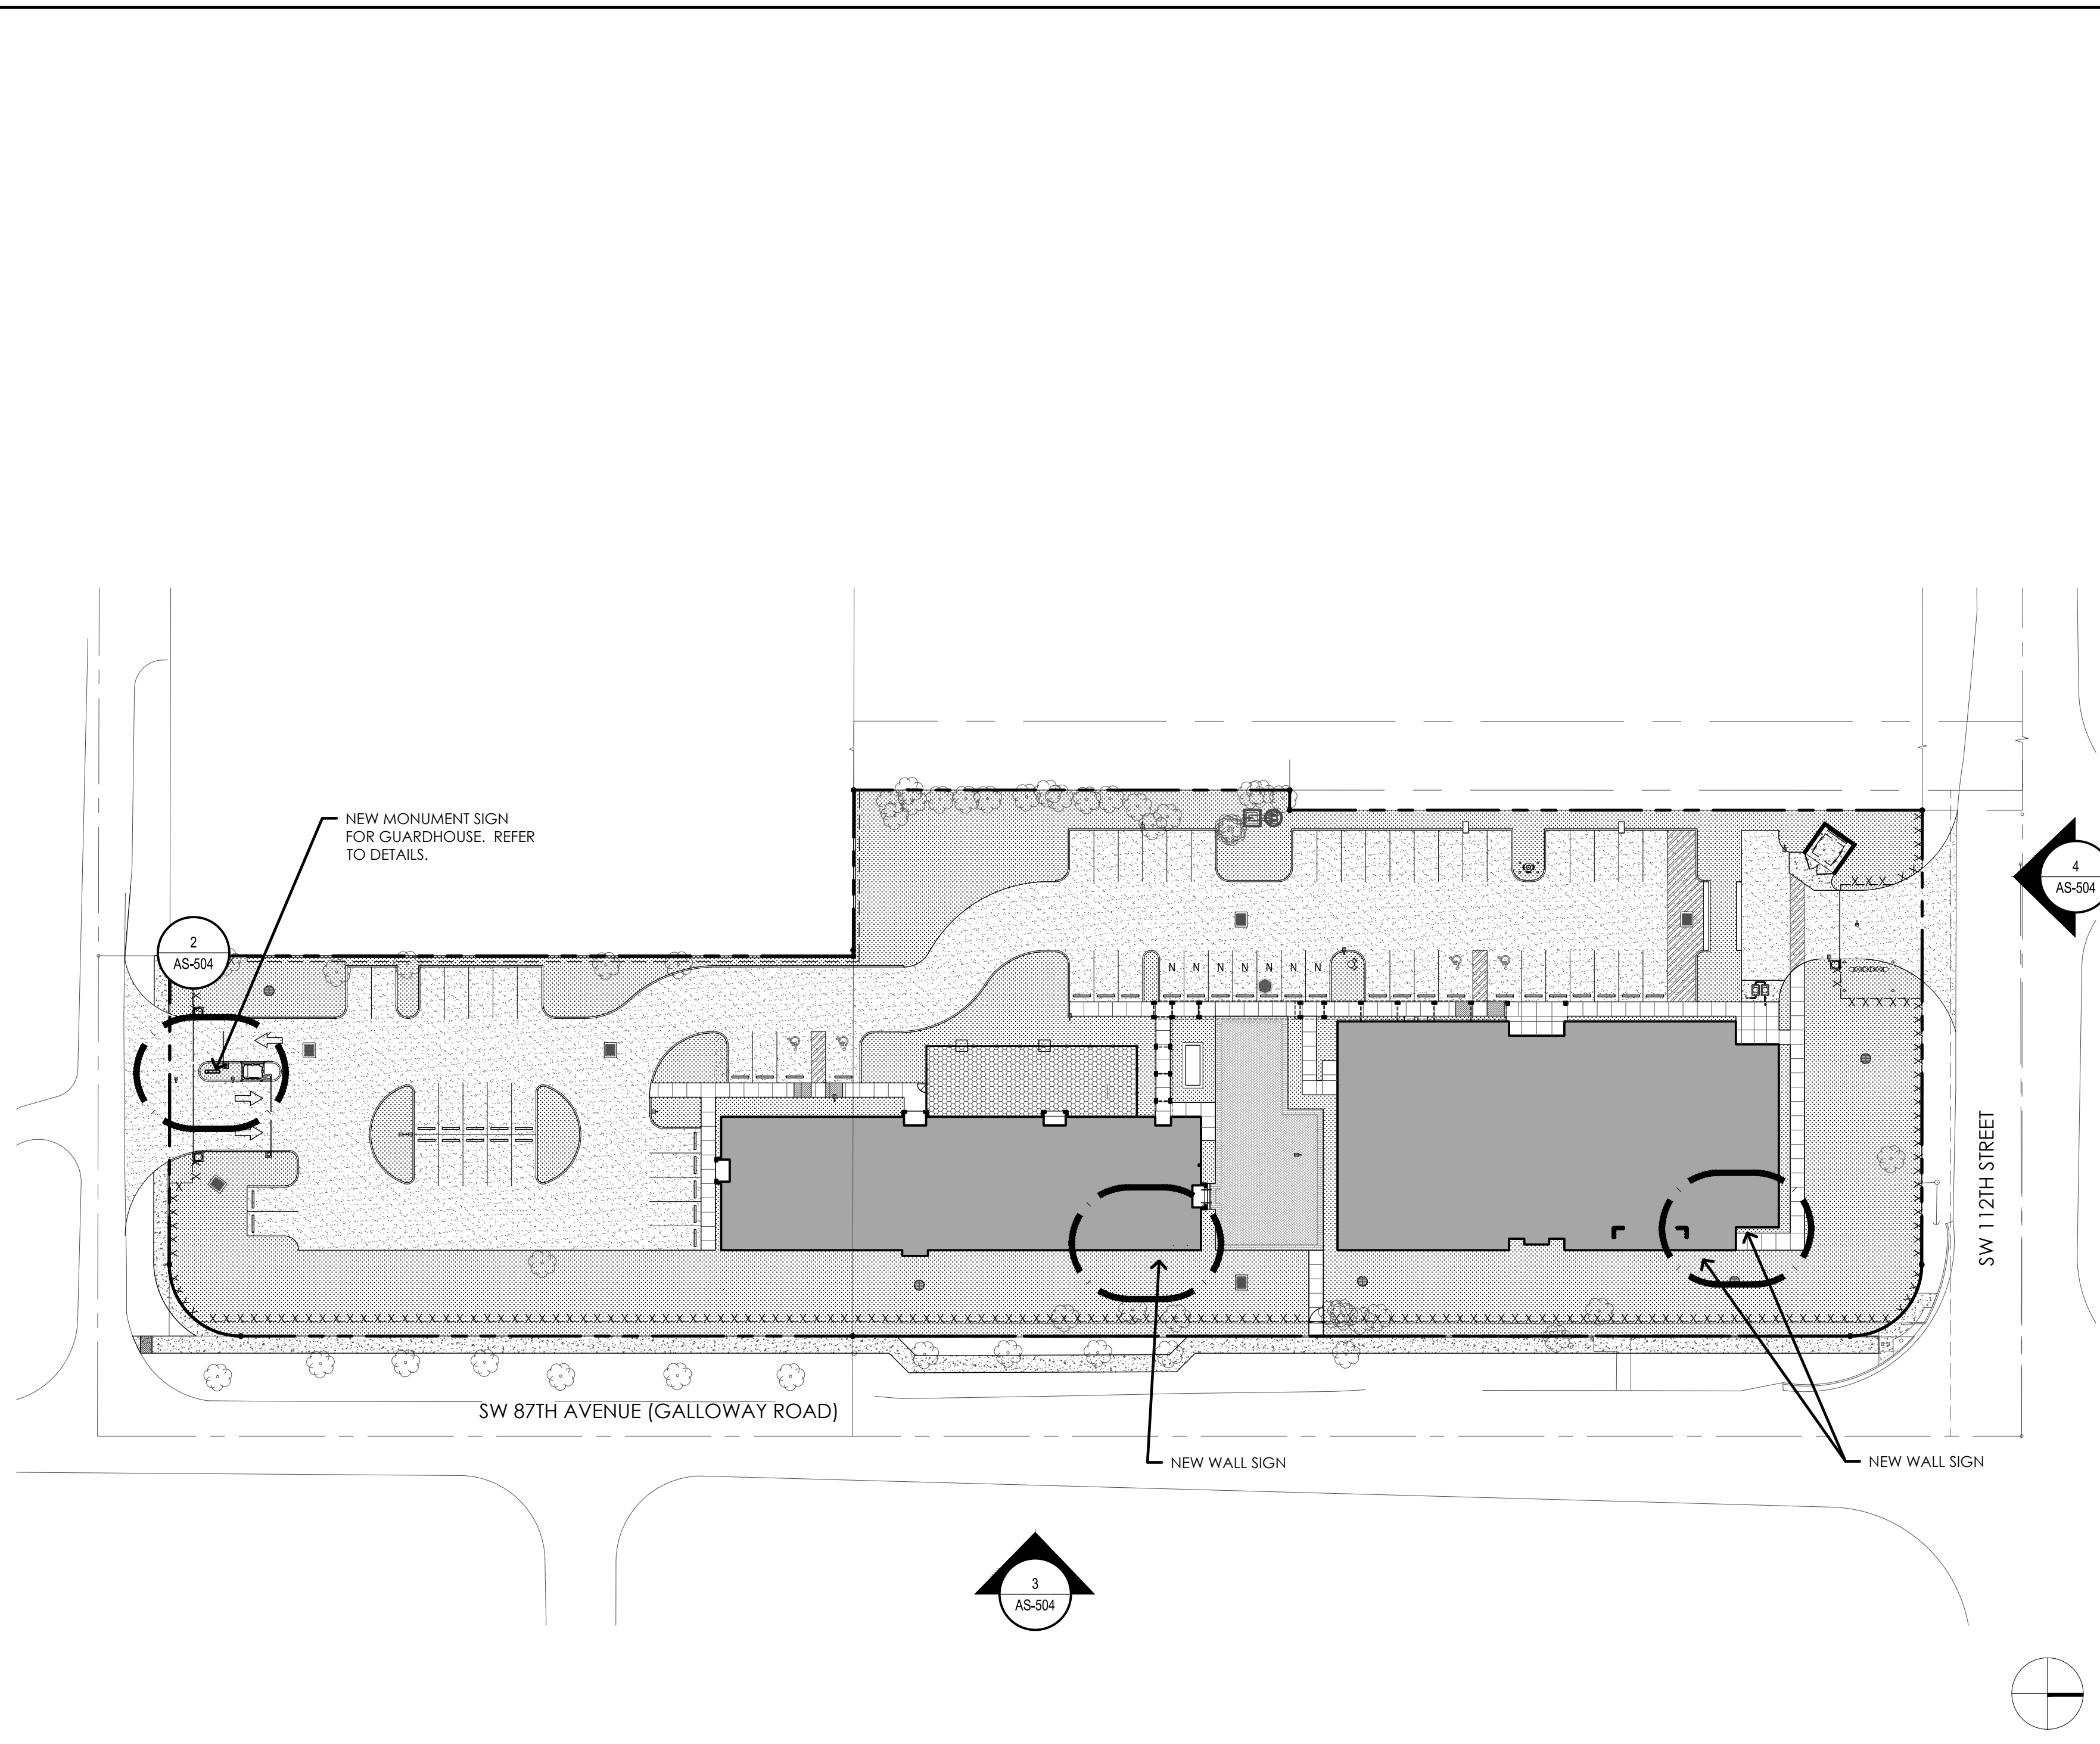 NEW MONUMENT SIGN
FOR GUARDHOUSE.  REFER
TO DETAILS.
4
AS-504
2
AS-504
N N N N N N N
SW 112TH STREET
SW 87TH AVENUE (GALLOWAY ROAD)
NEW WALL SIGN
NEW WALL SIGN
3
AS-504